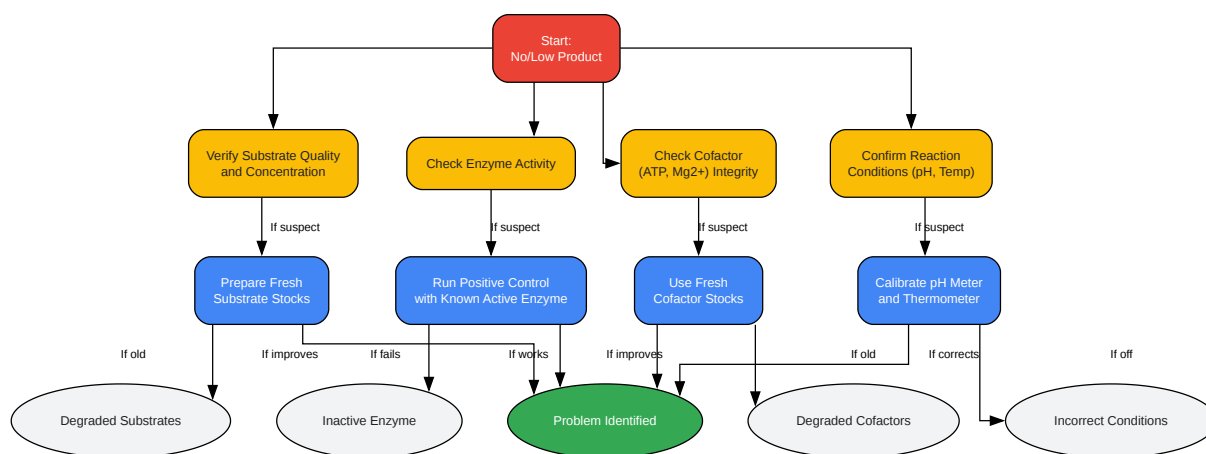 Start:
No/Low Product
Verify Substrate Quality
and Concentration
Check Enzyme Activity
Check Cofactor
(ATP, Mg2+) Integrity
Confirm Reaction
Conditions (pH, Temp)
If suspect
If suspect
If suspect
If suspect
Prepare Fresh
Substrate Stocks
Run Positive Control
with Known Active Enzyme
Use Fresh
Cofactor Stocks
Calibrate pH Meter
and Thermometer
If old
If improves
If fails
If works
If improves
If old
If corrects
If off
Degraded Substrates
Inactive Enzyme
Problem Identified
Degraded Cofactors
Incorrect Conditions